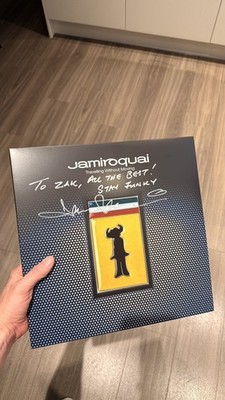 Jamiroquai
Travelling Without Moving
TO ZAK, ALL THE BEST!
STAY FUNKY